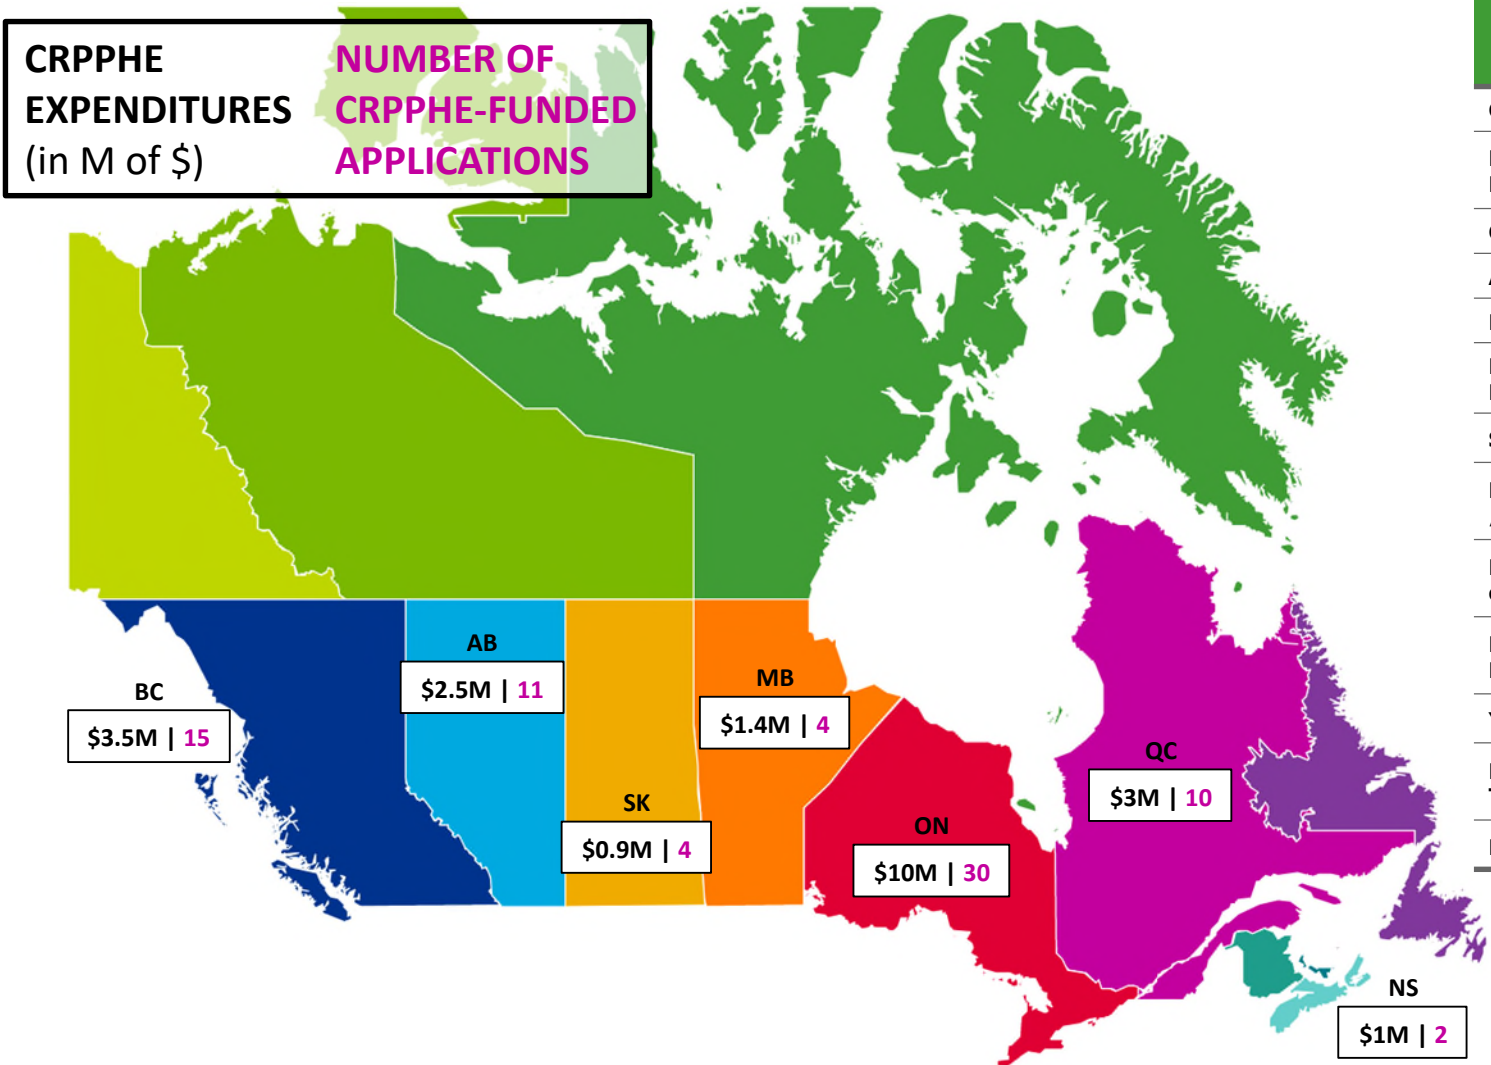 CRPPHE
EXPENDITURES
(in M of $)
NUMBER OF
CRPPHE-FUNDED
APPLICATIONS
BC
$3.5M | 15
AB
$2.5M | 11
SK
$0.9M | 4
MB
$1.4M | 4
ON
$10M | 30
QC
$3M | 10
NS
$1M | 2